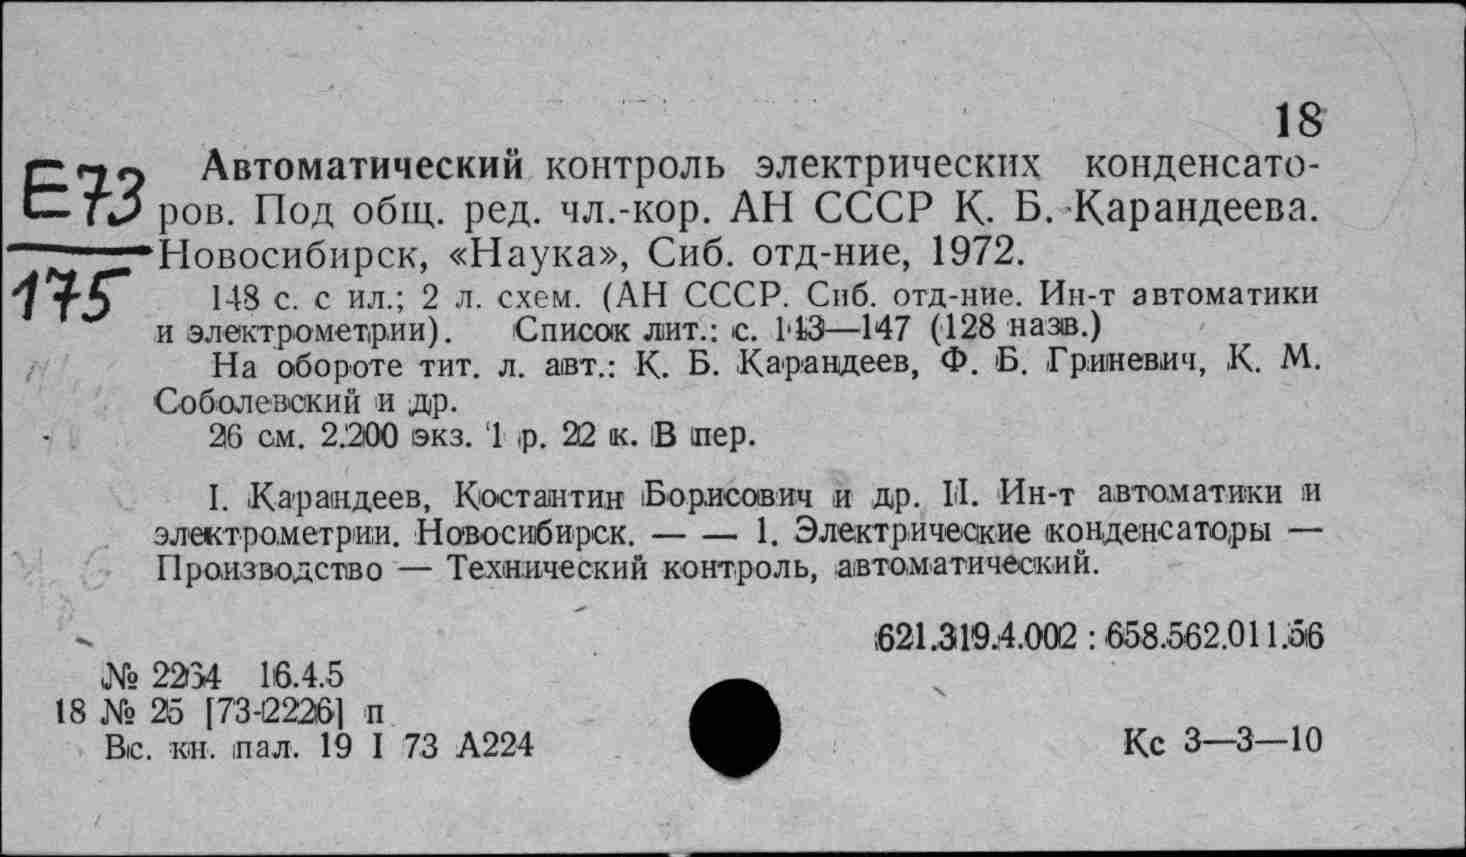 18
Е73
175
Автоматический контроль электрических конденсато-
ров. Под общ. ред. чл.-кор. АН СССР К. Б. Карандеева.
Новосибирск, «Наука», Сиб. отд-ние, 1972.
148 с. с ил.; 2 л. схем. (АН СССР. Сиб. отд-ние. Ин-т автоматики
и электрометрии). Список лит.: с. 143—147 (128 назв.)
На обороте тит. л. авт.: К. Б. Карандеев, Ф. Б. Гриневич, К. М.
Соболевский и др.
26 см. 2.200 экз. 1 р. 22 к. В пер.
I. Карандеев, Костантин Борисович и др. II. Ин-т автоматики и
электрометрии. Новосибирск. — — 1. Электрические конденсаторы —
Производство — Технический контроль, автоматический.
621.319.4.002 : 658.562.011.56
№ 2264 16.4.5
18 № 25 [73-2226] п
Вс. кн. пал. 19 I 73 А224
Кс 3—3—10